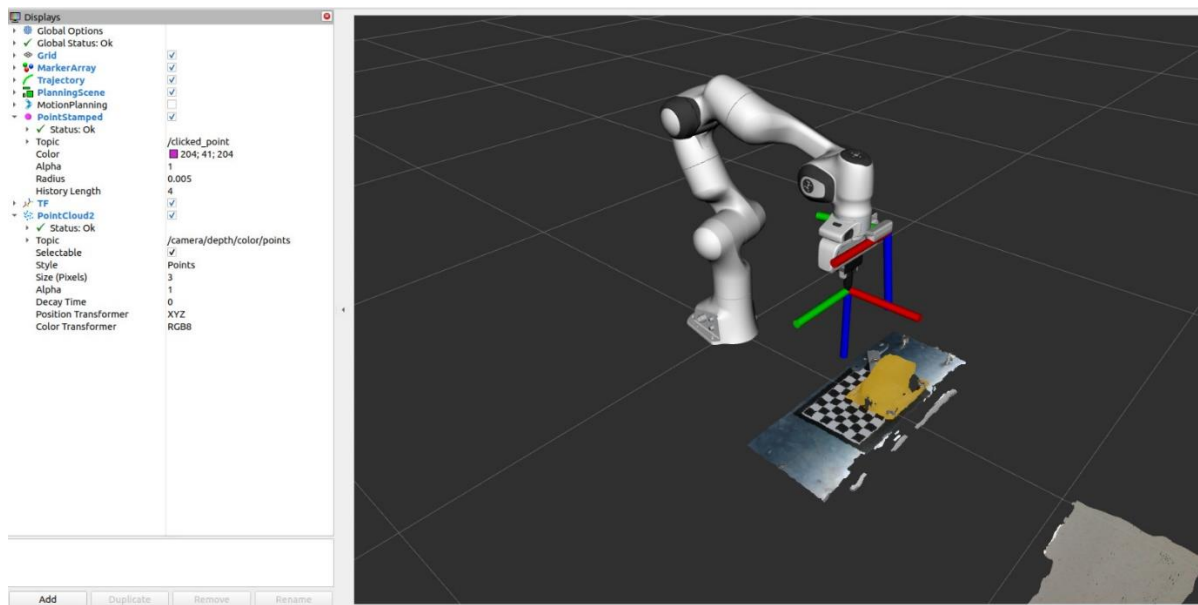 Displays
Global Options
Global Status: Ok
Grid
MarkerArray
Trajectory
PlanningScene
MotionPlanning
PointStamped
Status: Ok
Topic /clicked_point
Color 204; 41; 204
Alpha 1
Radius 0.005
History Length 4
TF
PointCloud2
Status: Ok
Topic /camera/depth/color/points
Selectable
Style Points
Size (Pixels) 3
Alpha 1
Decay Time 0
Position Transformer XYZ
Color Transformer RGB8
Add Duplicate Remove Rename